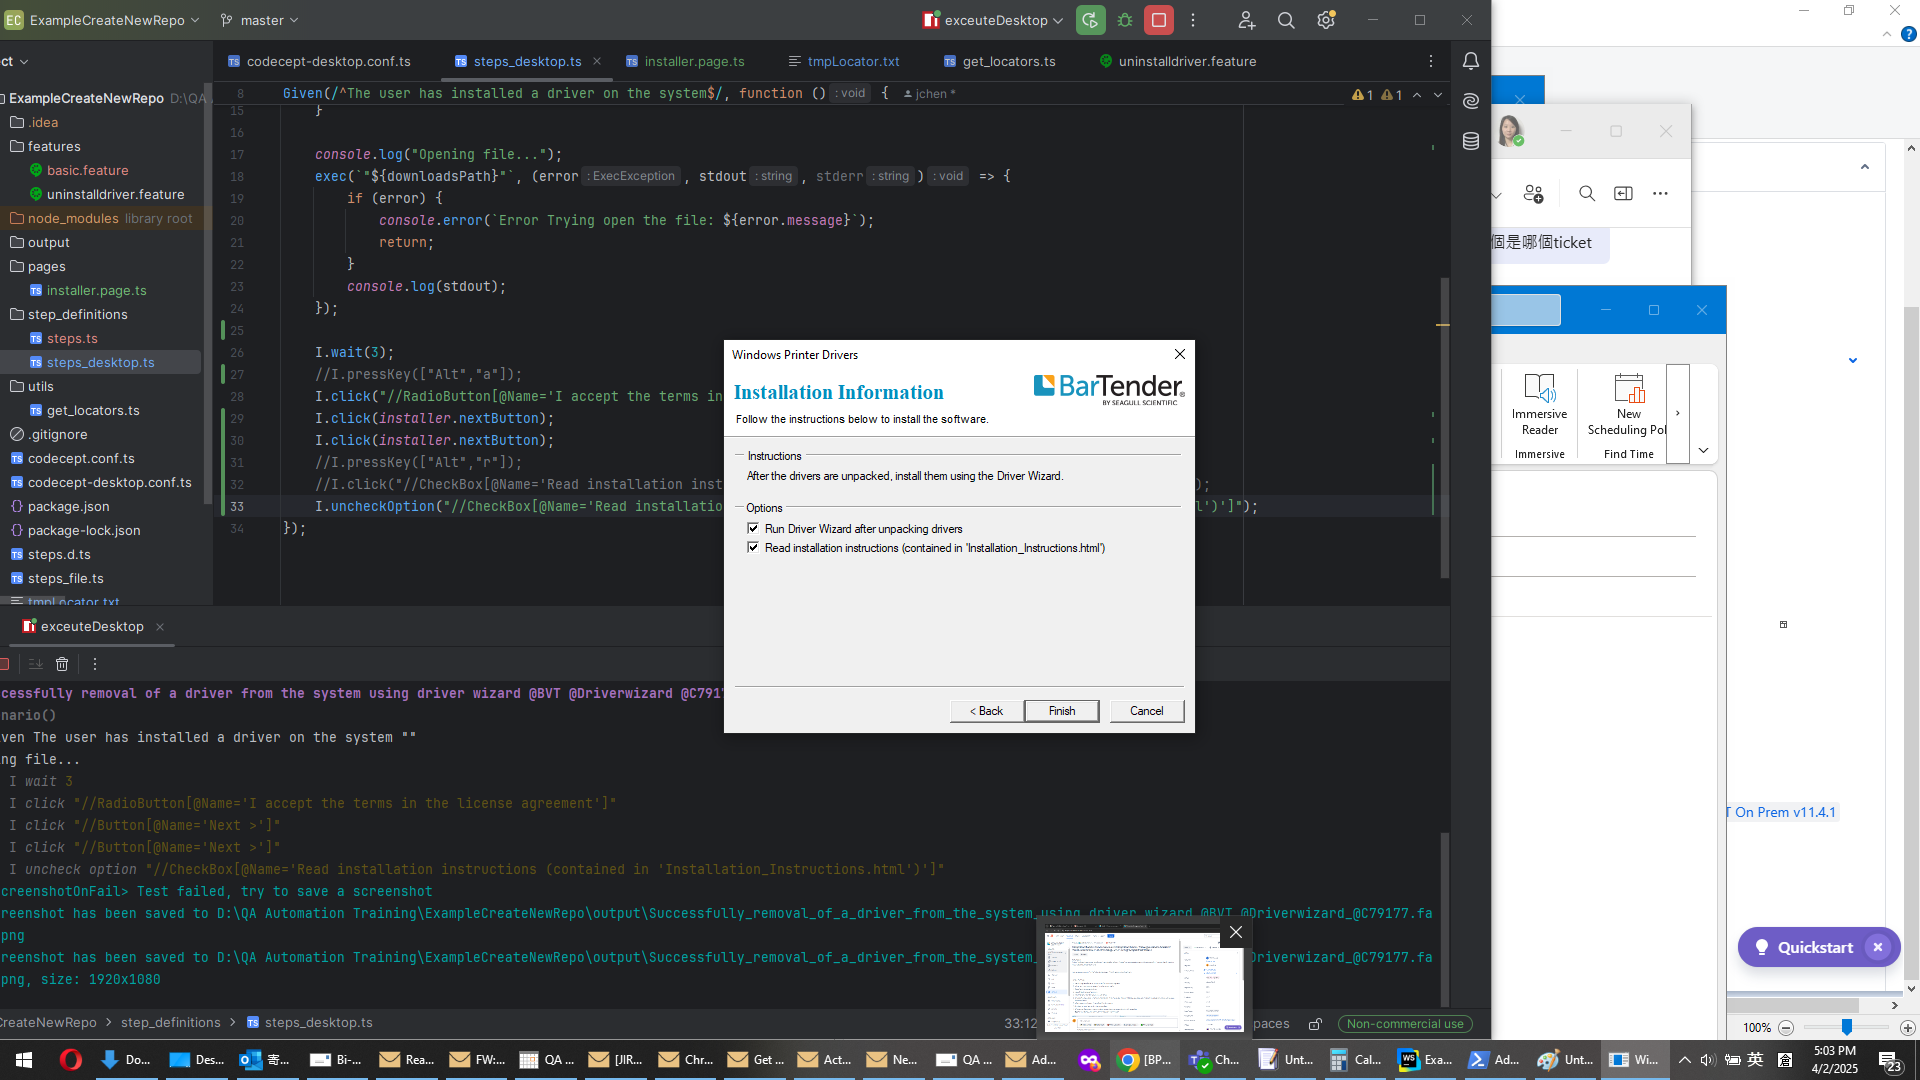 EC ExampleCreateNewRepo master exceuteDesktop
ct
codecept-desktop.conf.ts steps_desktop.ts installer.page.ts tmpLocator.txt get_locators.ts uninstalldriver.feature
8 Given(/^The user has installed a driver on the system$/, function () : void { jchen *
1 1
ExampleCreateNewRepo D:\QA
.idea
features
basic.feature
uninstalldriver.feature
node_modules library root
output
pages
installer.page.ts
step_definitions
steps.ts
steps_desktop.ts
utils
get_locators.ts
.gitignore
codecept.conf.ts
codecept-desktop.conf.ts
package.json
package-lock.json
steps.d.ts
steps_file.ts
tmpLocator.txt
15 }
16
17 console.log("Opening file...");
18 exec(`"${downloadsPath}"`, (error : ExecException , stdout : string , stderr : string ) : void => {
19 if (error) {
20 console.error(`Error Trying open the file: ${error.message}`);
21 return;
22 }
23 console.log(stdout);
24 });
25
26 I.wait(3);
27 //I.pressKey(["Alt","a"]);
28 I.click("//RadioButton[@Name='I accept the terms in
29 I.click(installer.nextButton);
30 I.click(installer.nextButton);
31 //I.pressKey(["Alt","r"]);
32 //I.click("//CheckBox[@Name='Read installation inst );
33 I.uncheckOption("//CheckBox[@Name='Read installatio l')']");
34 });
Windows Printer Drivers
Installation Information
BarTender
BY SEAGULL SCIENTIFIC
Follow the instructions below to install the software.
Instructions
After the drivers are unpacked, install them using the Driver Wizard.
Options
Run Driver Wizard after unpacking drivers
Read installation instructions (contained in 'Installation_Instructions.html')
< Back Finish Cancel
exceuteDesktop
cessfully removal of a driver from the system using driver wizard @BVT @Driverwizard @C7917
nario()
ven The user has installed a driver on the system ""
ng file...
I wait 3
I click "//RadioButton[@Name='I accept the terms in the license agreement']"
I click "//Button[@Name='Next >']"
I click "//Button[@Name='Next >']"
I uncheck option "//CheckBox[@Name='Read installation instructions (contained in 'Installation_Instructions.html')']"
creenshotOnFail> Test failed, try to save a screenshot
reenshot has been saved to D:\QA Automation Training\ExampleCreateNewRepo\output\Successfully_removal_of_a_driver_from_the_system_using_driver_wizard_@BVT_@Driverwizard_@C79177.fa
png
reenshot has been saved to D:\QA Automation Training\ExampleCreateNewRepo\output\Successfully_removal_of_a_driver_from_the_system_ Driverwizard_@C79177.fa
png, size: 1920x1080
CreateNewRepo step_definitions steps_desktop.ts 33:12 paces Non-commercial use
個是哪個ticket
Immersive Reader
Immersive
New Scheduling Pol
Find Time
T On Prem v11.4.1
Quickstart
100%
Do... Des... 寄... Bi-... Rea... FW:... QA ... [JIR... Chr... Get ... Act... Ne... QA ... Ad... [BP... Ch... Unt... Cal... Exa... Ad... Unt... Wi... 英
5:03 PM
4/2/2025
23